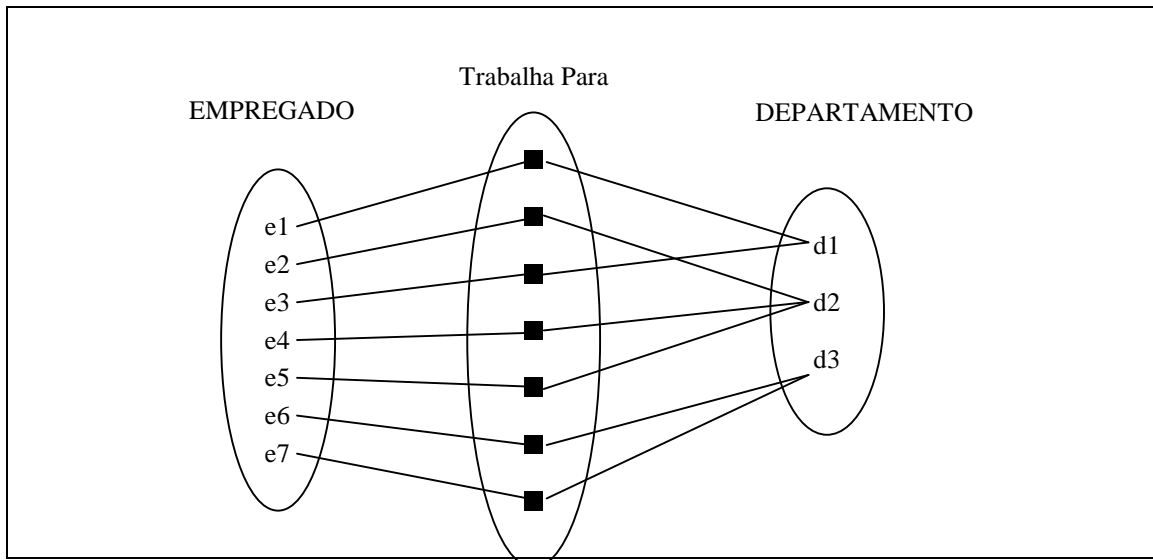 Trabalha Para
EMPREGADO
DEPARTAMENTO
e1
e2
e3
e4
e5
e6
e7
d1
d2
d3